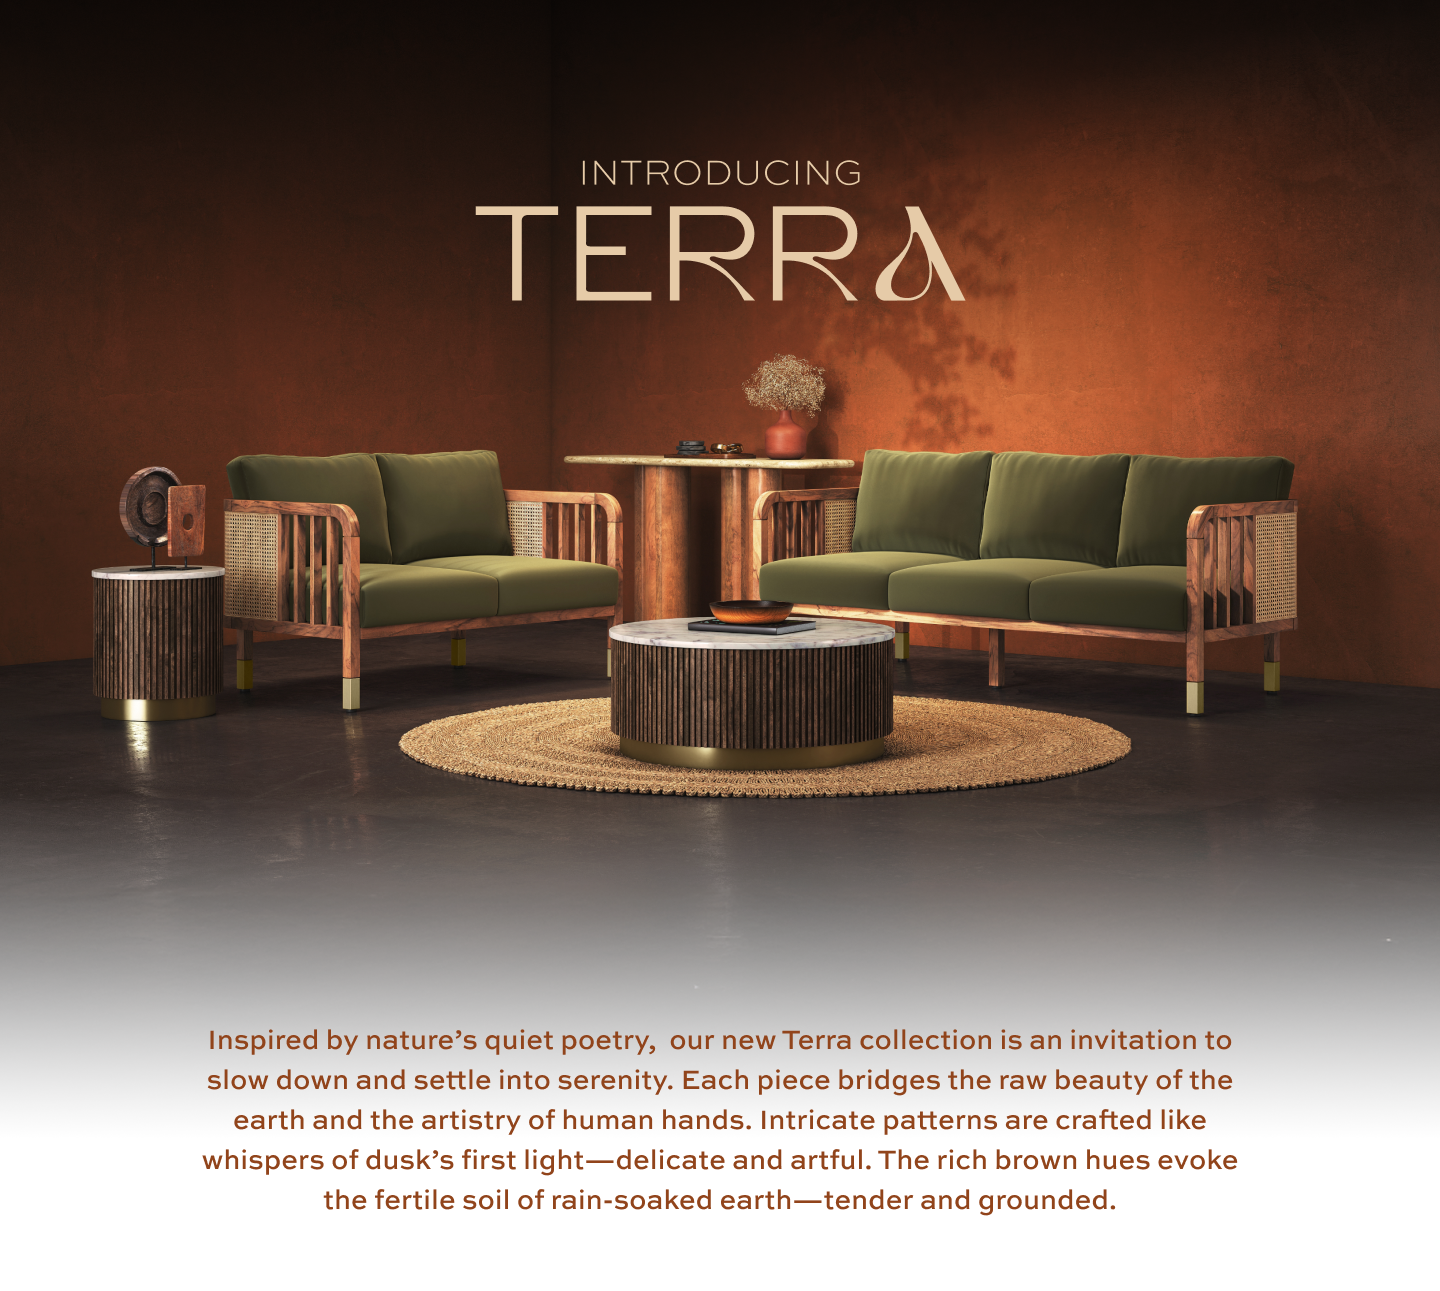 INTRODUCING
TERRA
Inspired by nature’s quiet poetry,  our new Terra collection is an invitation to
slow down and settle into serenity. Each piece bridges the raw beauty of the
earth and the artistry of human hands. Intricate patterns are crafted like
whispers of dusk’s first light—delicate and artful. The rich brown hues evoke
the fertile soil of rain-soaked earth—tender and grounded.